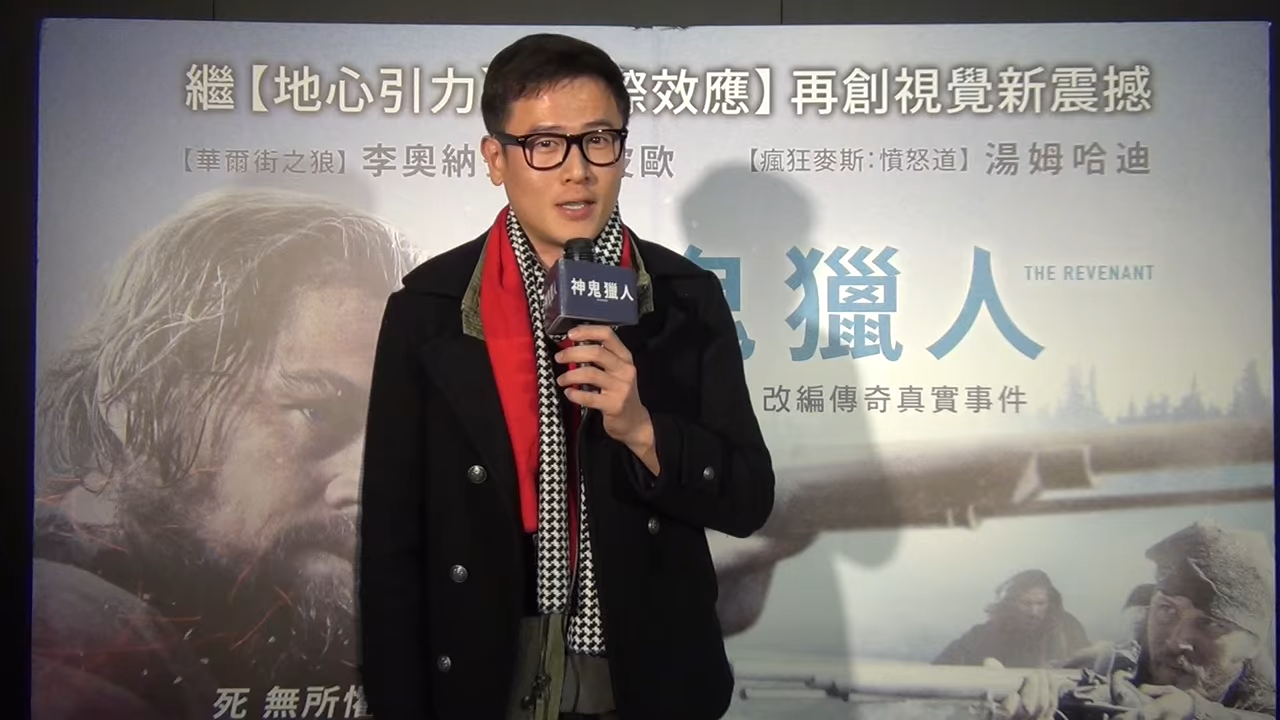 繼【地心引力 際效應】再創視覺新震撼
【華爾街之狼】李奧納 皮歐 【瘋狂麥斯:憤怒道】湯姆哈迪
鬼獵人 THE REVENANT
神鬼獵人
改編傳奇真實事件
死 無所懼